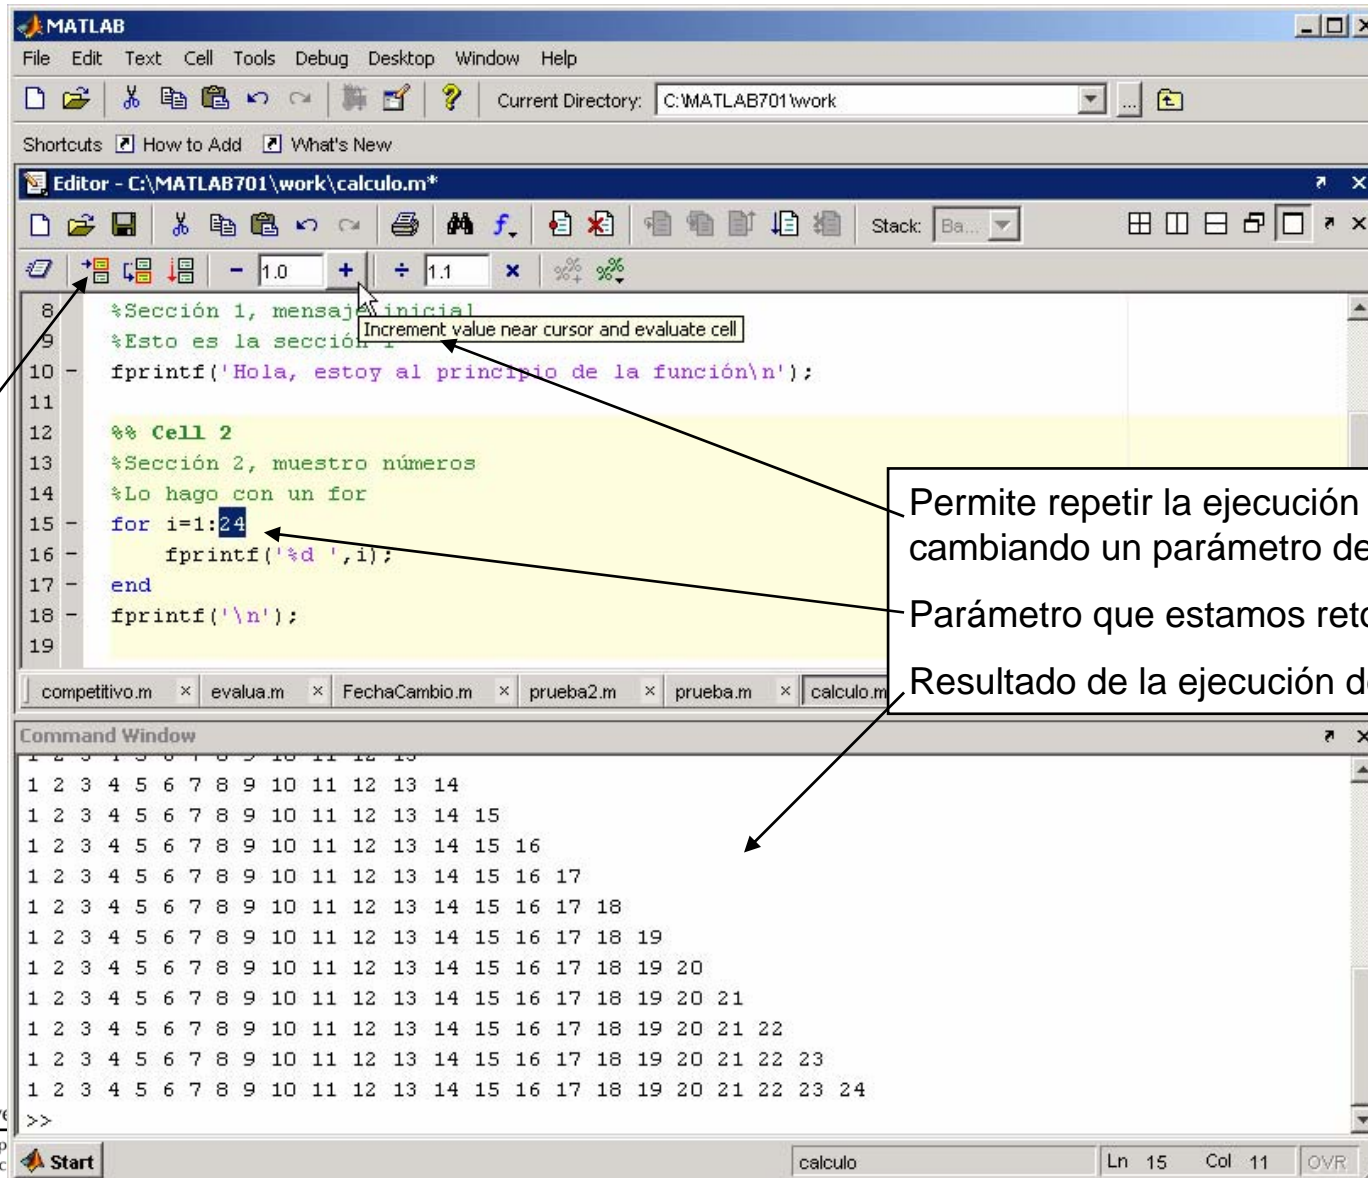 MATLAB
File Edit Text Cell Tools Debug Desktop Window Help
Current Directory: C:\MATLAB701\work
Shortcuts How to Add What's New
Editor - C:\MATLAB701\work\calculo.m*
Stack: Ba...
- 1.0 + ÷ 1.1 ×
8 %Sección 1, mensaje inicial
Increment value near cursor and evaluate cell
9 %Esto es la sección
10 - fprintf('Hola, estoy al principio de la función\n');
11
12 %% Cell 2
13 %Sección 2, muestro números
14 %Lo hago con un for
15 - for i=1:24
16 - fprintf('%d ',i);
17 - end
18 - fprintf('\n');
19
Permite repetir la ejecución
cambiando un parámetro de
Parámetro que estamos
Resultado de la ejecución
competitivo.m × evalua.m × FechaCambio.m × prueba2.m × prueba.m × calculo.m
Command Window
1 2 3 4 5 6 7 8 9 10 11 12 13
1 2 3 4 5 6 7 8 9 10 11 12 13 14
1 2 3 4 5 6 7 8 9 10 11 12 13 14 15
1 2 3 4 5 6 7 8 9 10 11 12 13 14 15 16
1 2 3 4 5 6 7 8 9 10 11 12 13 14 15 16 17
1 2 3 4 5 6 7 8 9 10 11 12 13 14 15 16 17 18
1 2 3 4 5 6 7 8 9 10 11 12 13 14 15 16 17 18 19
1 2 3 4 5 6 7 8 9 10 11 12 13 14 15 16 17 18 19 20
1 2 3 4 5 6 7 8 9 10 11 12 13 14 15 16 17 18 19 20 21
1 2 3 4 5 6 7 8 9 10 11 12 13 14 15 16 17 18 19 20 21 22
1 2 3 4 5 6 7 8 9 10 11 12 13 14 15 16 17 18 19 20 21 22 23
1 2 3 4 5 6 7 8 9 10 11 12 13 14 15 16 17 18 19 20 21 22 23 24
>>
Start calculo Ln 15 Col 11 OVR